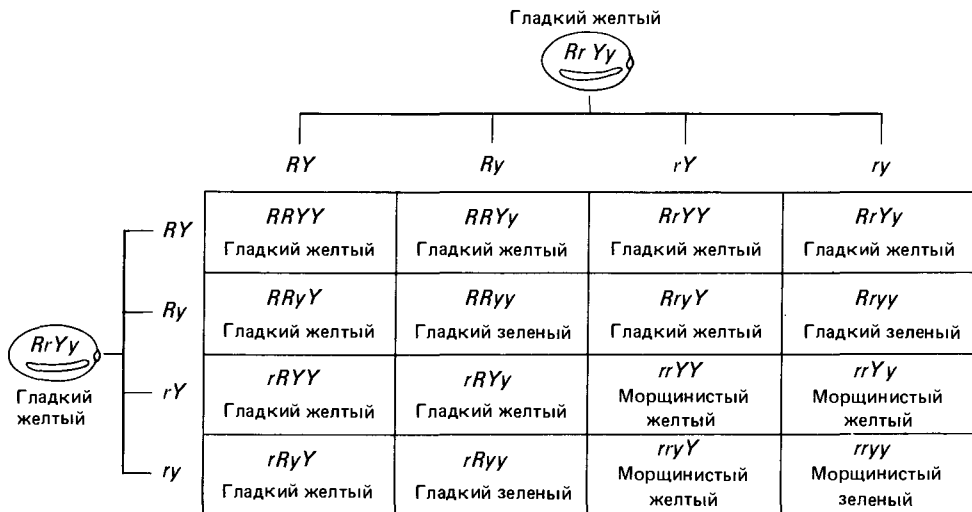 Гладкий желтый
Rr Yy
RY Ry rY ry
RY
RRYY RRYy RrYY RrYy
Гладкий желтый Гладкий желтый Гладкий желтый Гладкий желтый
Ry
RRyY RRyy RryY Rryy
Гладкий желтый Гладкий зеленый Гладкий желтый Гладкий зеленый
RrYy
Гладкий
желтый
rY
rRYY rRYy rrYY rrYy
Гладкий желтый Гладкий желтый Морщинистый желтый Морщинистый желтый
ry
rRyY rRyy rryY rryy
Гладкий желтый Гладкий зеленый Морщинистый желтый Морщинистый зеленый